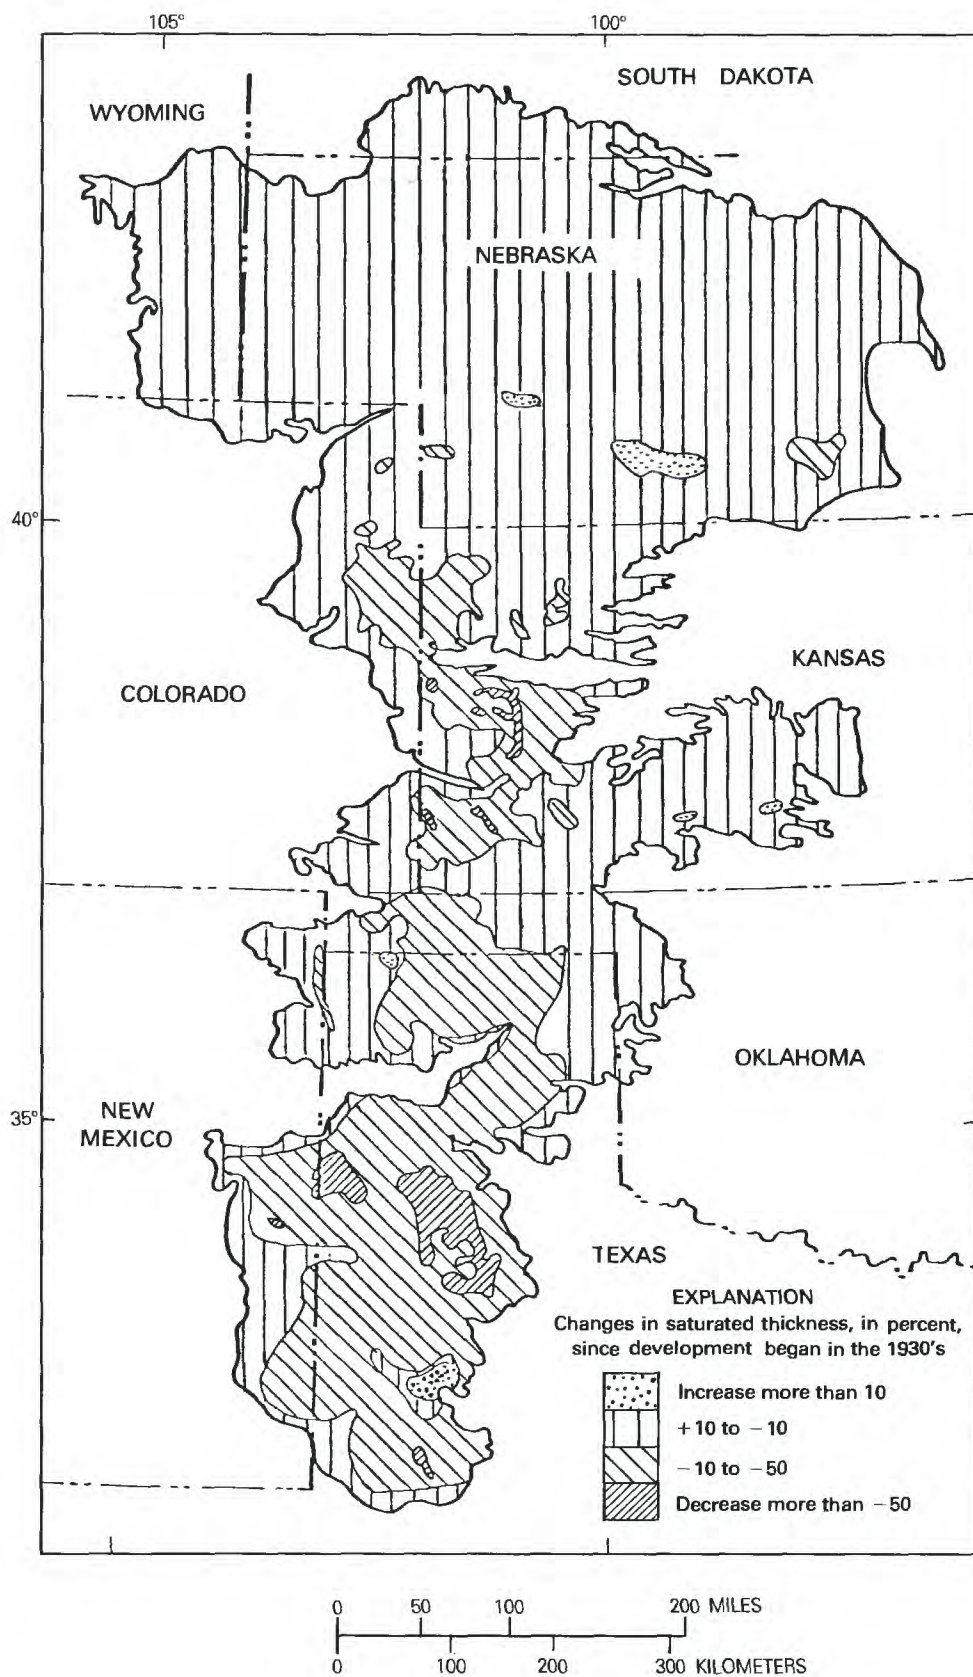 105° 100°
SOUTH DAKOTA
WYOMING
NEBRASKA
40°
KANSAS
COLORADO
OKLAHOMA
35°
NEW
MEXICO
TEXAS
EXPLANATION
Changes in saturated thickness, in percent,
since development began in the 1930's
Increase more than 10
+10 to −10
−10 to −50
Decrease more than −50
0 50 100 200 MILES
0 100 200 300 KILOMETERS